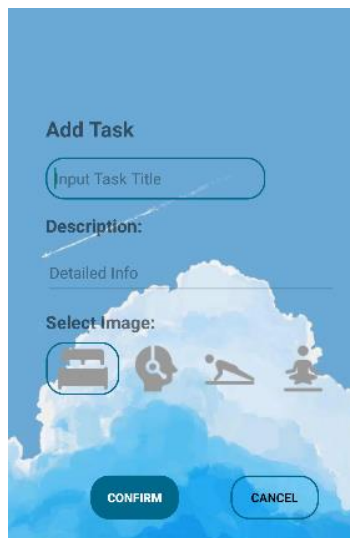 Add Task
Input Task Title
Description:
Detailed Info
Select Image:
CONFIRM CANCEL